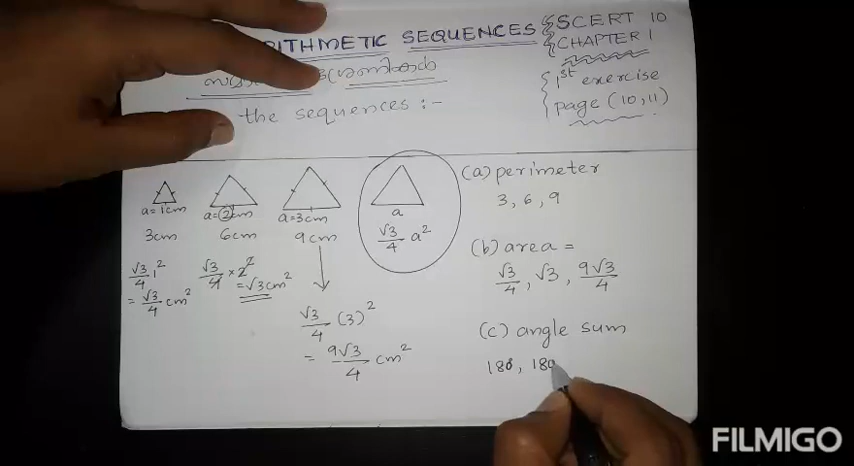 RITHMETIC SEQUENCES
SCERT 10
CHAPTER 1
1st exercise
page (10, 11)
the sequences :-
a=1cm
a=2cm
a=3cm
a
3cm
6cm
9cm
√3/4 a²
√3/4 1²
= √3/4 cm²
√3/4 × 2²
=√3cm²
√3/4 (3)²
= 9√3/4 cm²
(a) perimeter
3, 6, 9
(b) area =
√3/4, √3, 9√3/4
(c) angle sum
180, 180
FILMIGO